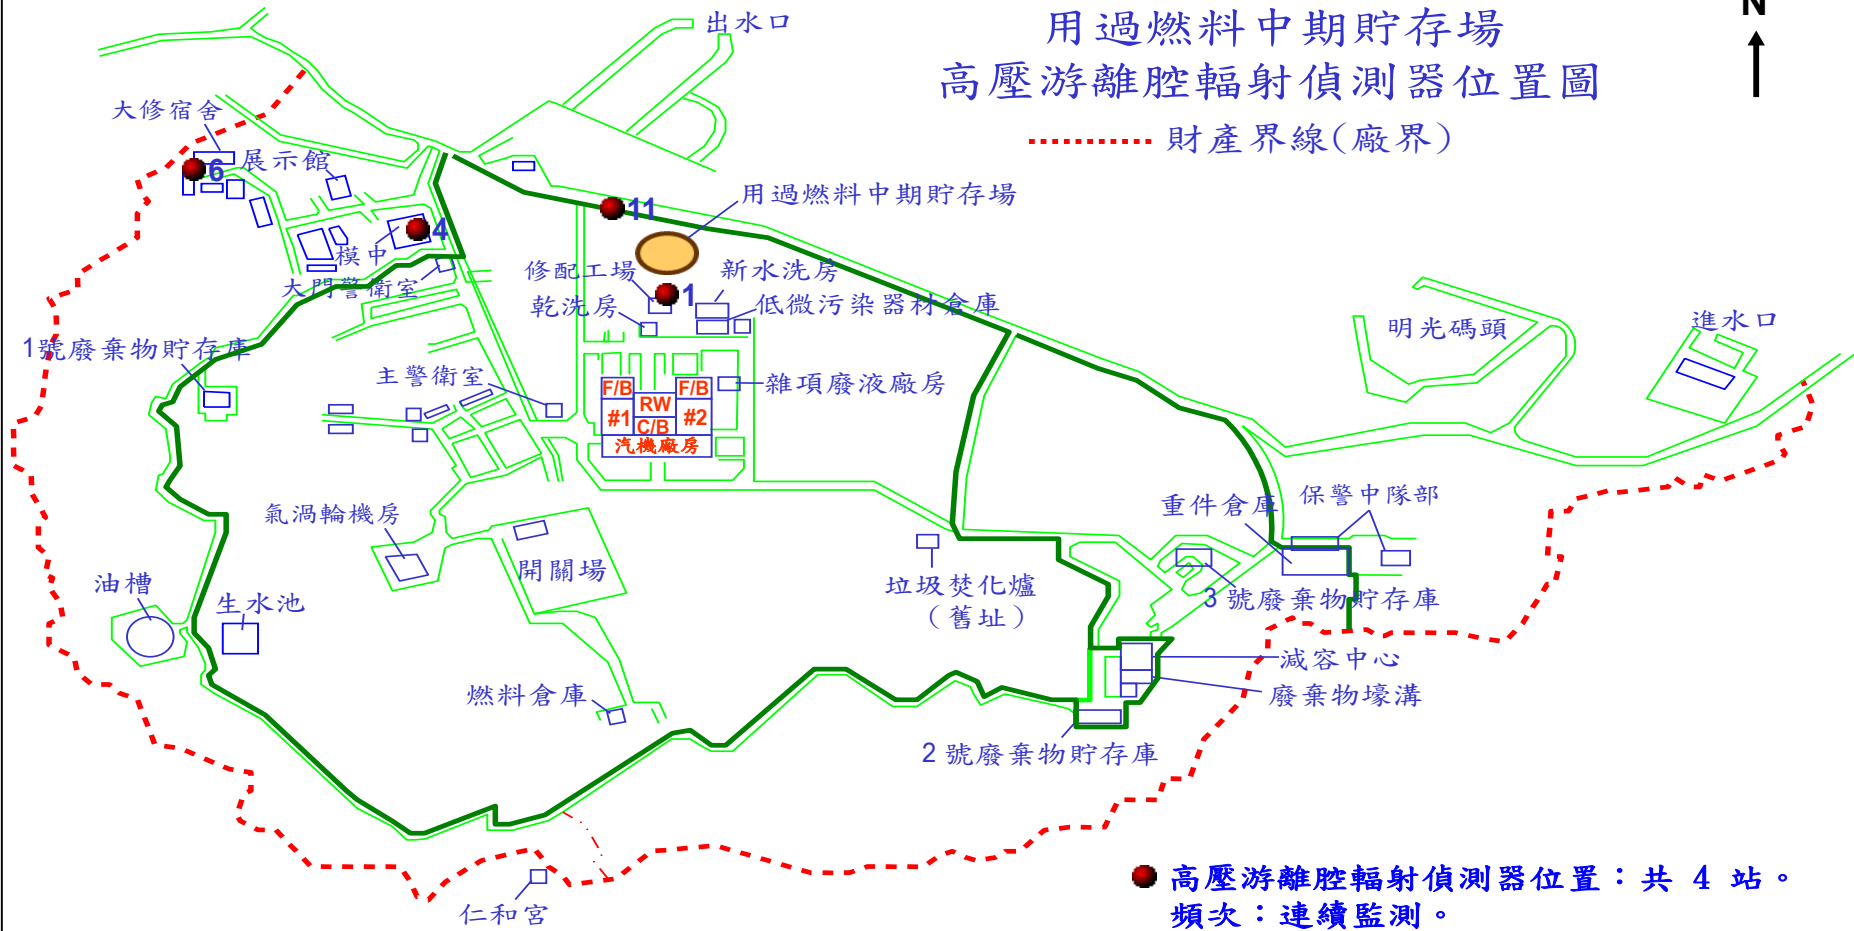 用過燃料中期貯存場
高壓游離腔輻射偵測器位置圖
財產界線(廠界)
N
出水口
大修宿舍
6
展示館
4
模中
大門警衛室
11
用過燃料中期貯存場
修配工場
1
新水洗房
乾洗房
低微污染器材倉庫
明光碼頭
進水口
1號廢棄物貯存庫
主警衛室
F/B
F/B
雜項廢液廠房
RW
#1
#2
C/B
汽機廠房
氣渦輪機房
開關場
重件倉庫
保警中隊部
油槽
生水池
垃圾焚化爐
(舊址)
3 號廢棄物貯存庫
減容中心
廢棄物壕溝
燃料倉庫
2 號廢棄物貯存庫
仁和宮
高壓游離腔輻射偵測器位置：共 4 站。
頻次：連續監測。